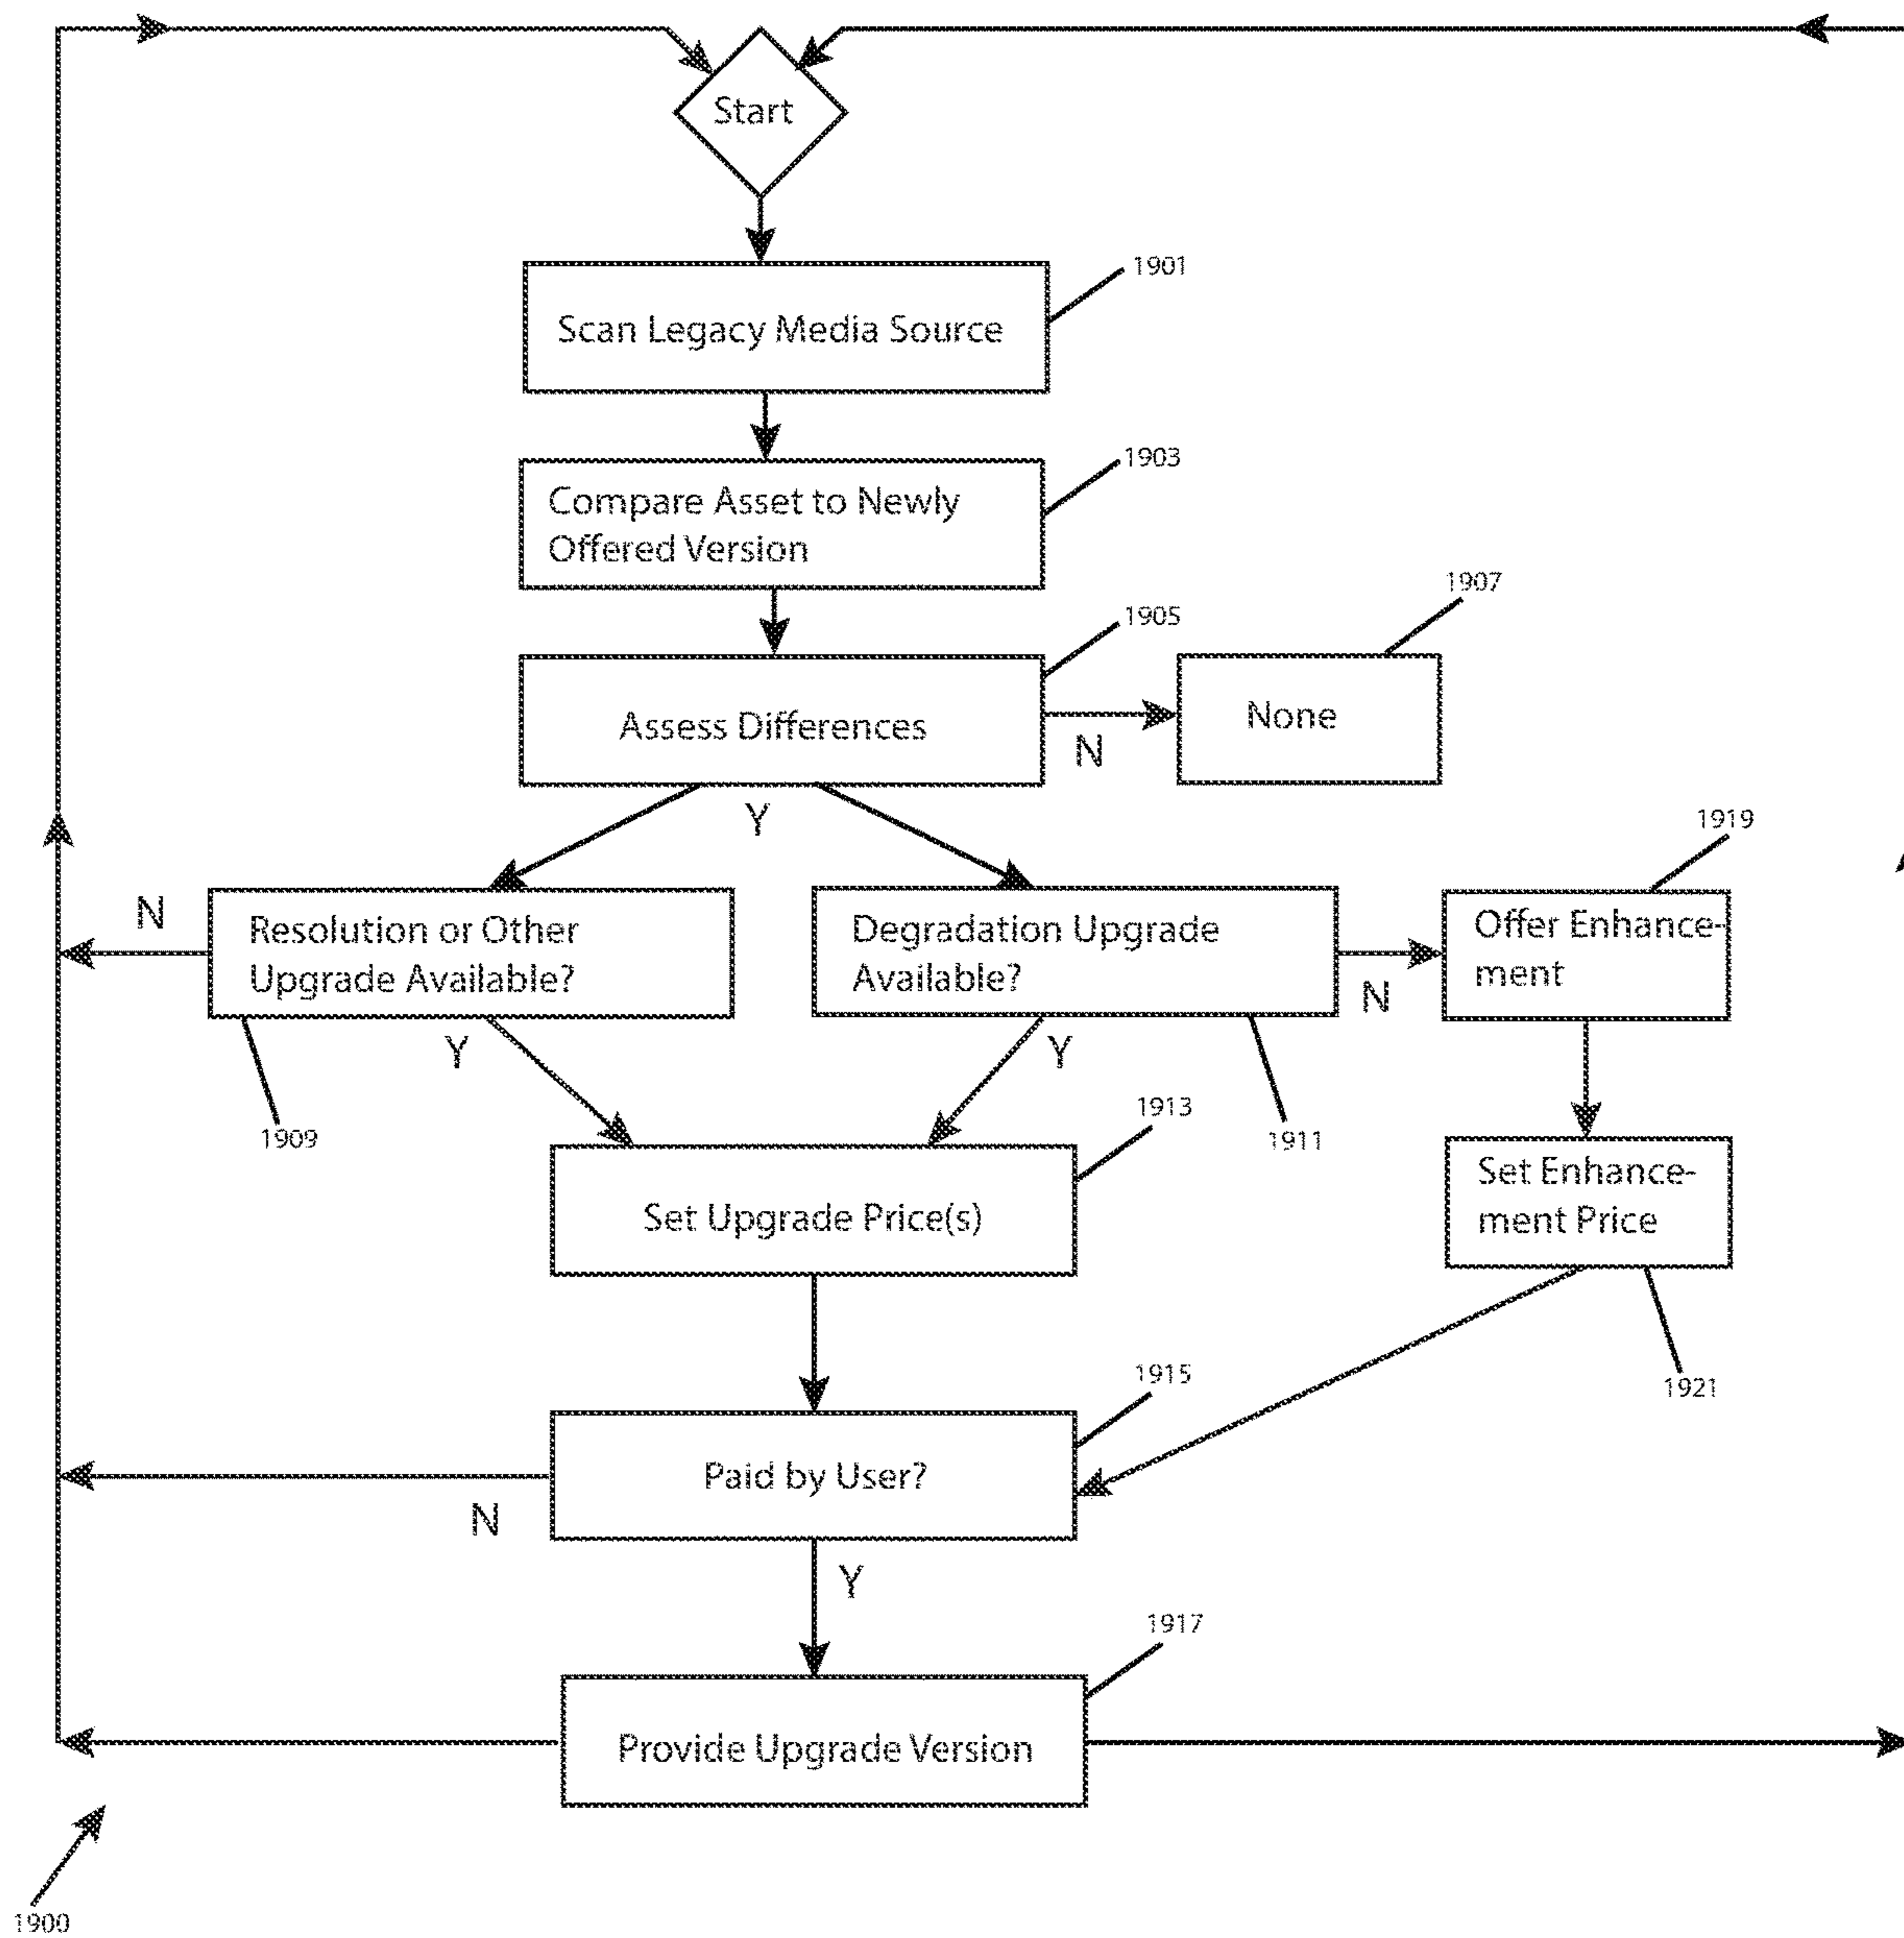 Start
1901
Scan Legacy Media Source
1903
Compare Asset to Newly
Offered Version
1905
1907
Assess Differences
N
None
Y
1919
N
Resolution or Other
Upgrade Available?
Degradation Upgrade
Available?
N
Offer Enhance-
ment
Y
Y
1909
1913
1911
Set Upgrade Price(s)
Set Enhance-
ment Price
1915
1921
Paid by User?
N
Y
1917
Provide Upgrade Version
1900